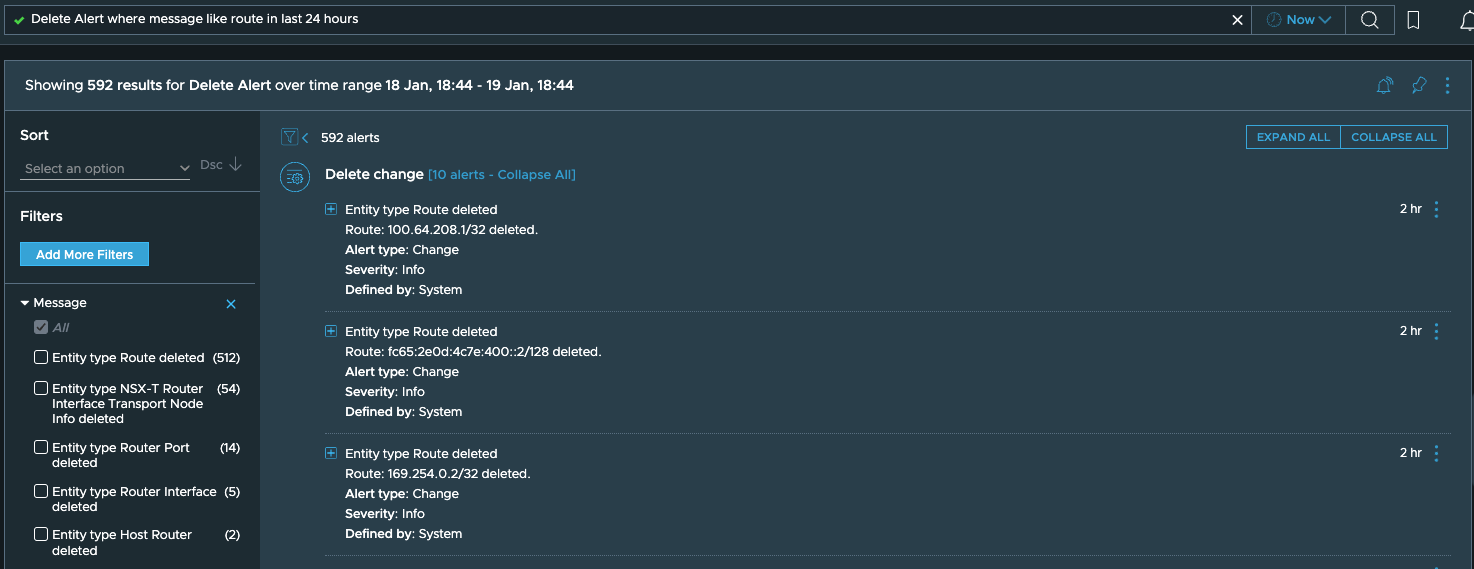 Delete Alert where message like route in last 24 hours
Now
Showing 592 results for Delete Alert over time range 18 Jan, 18:44 - 19 Jan, 18:44
Sort
Select an option
Dsc
Filters
Add More Filters
Message
All
Entity type Route deleted (512)
Entity type NSX-T Router (54)
Interface Transport Node
Info deleted
Entity type Router Port (14)
deleted
Entity type Router Interface (5)
deleted
Entity type Host Router (2)
deleted
592 alerts
EXPAND ALL COLLAPSE ALL
Delete change [10 alerts - Collapse All]
Entity type Route deleted 2 hr
Route: 100.64.208.1/32 deleted.
Alert type: Change
Severity: Info
Defined by: System
Entity type Route deleted 2 hr
Route: fc65:2e0d:4c7e:400::2/128 deleted.
Alert type: Change
Severity: Info
Defined by: System
Entity type Route deleted 2 hr
Route: 169.254.0.2/32 deleted.
Alert type: Change
Severity: Info
Defined by: System